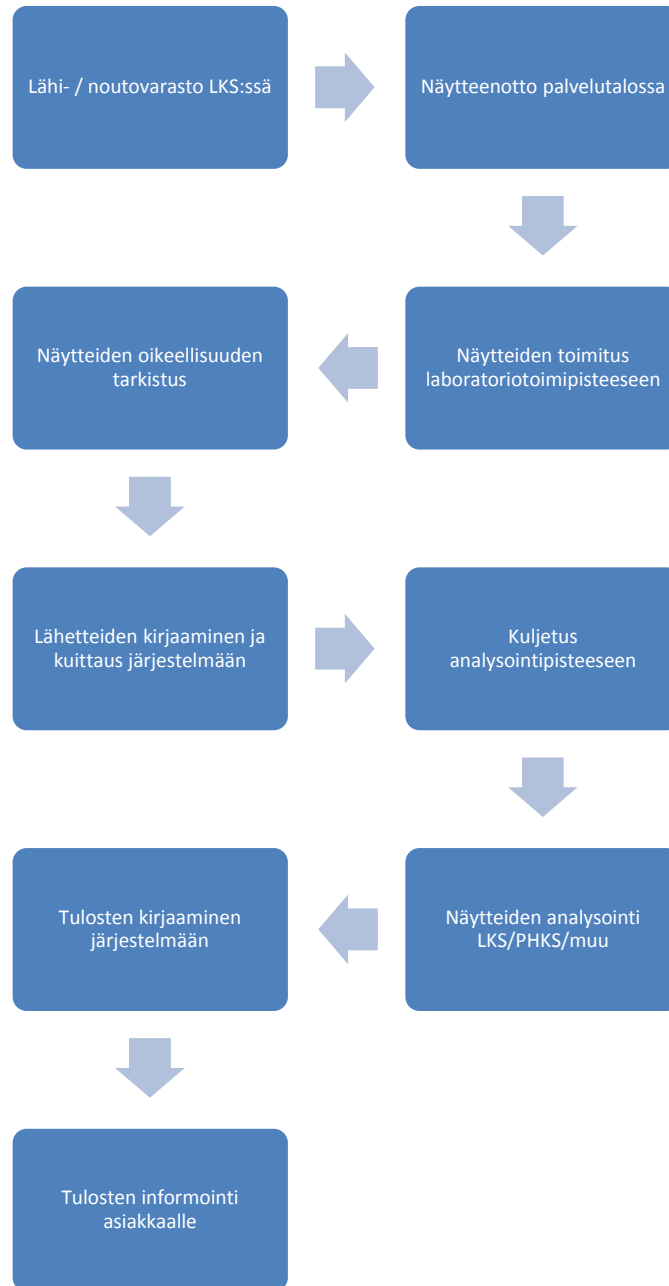 Lähi- / noutovarasto LKS:ssä
Näytteenotto palvelutalossa
Näytteiden toimitus
laboratoriotoimipisteeseen
Näytteiden oikeellisuuden
tarkistus
Lähetteiden kirjaaminen ja
kuittaus järjestelmään
Kuljetus
analysointipisteeseen
Näytteiden analysointi
LKS/PHKS/muu
Tulosten kirjaaminen
järjestelmään
Tulosten informointi
asiakkaalle